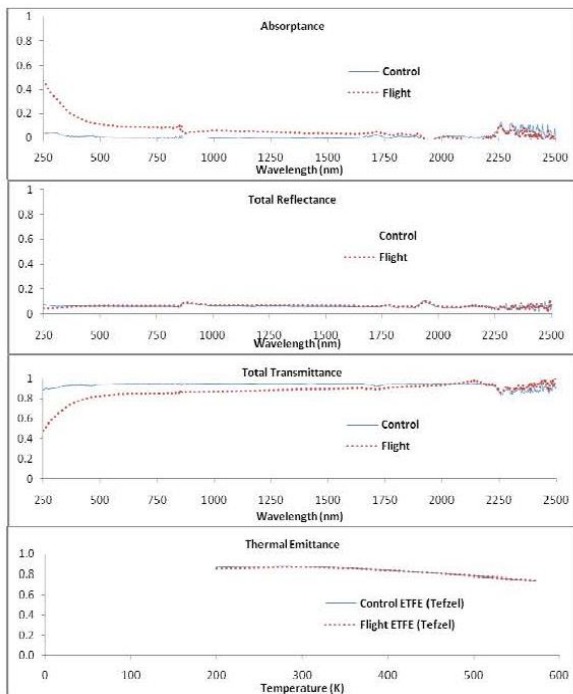 Absorptance
1
0.8
0.6
0.4
0.2
0
Control
Flight
250 500 750 1000 1250 1500 1750 2000 2250 2500
Wavelength (nm)
Total Reflectance
1
0.8
0.6
0.4
0.2
0
Control
Flight
250 500 750 1000 1250 1500 1750 2000 2250 2500
Total Transmittance
1
0.8
0.6
0.4
0.2
0
Control
Flight
250 500 750 1000 1250 1500 1750 2000 2250 2500
Wavelength (nm)
Thermal Emittance
1.0
0.8
0.6
0.4
0.2
0.0
Control ETFE (Tefzel)
Flight ETFE (Tefzel)
0 100 200 300 400 500 600
Temperature (K)